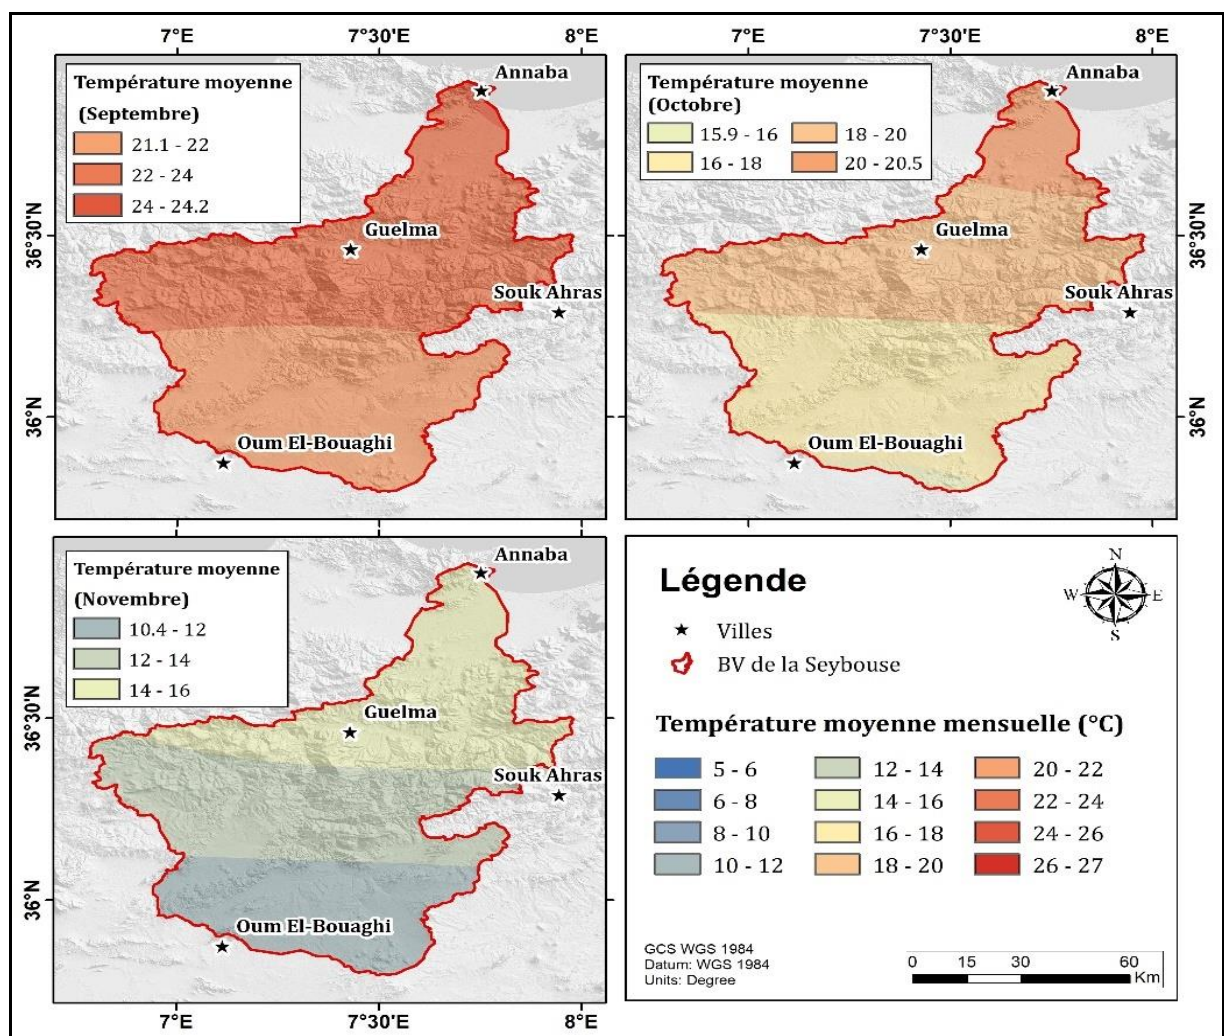 7°E 7°30'E 8°E
7°E 7°30'E 8°E
Température moyenne
(Septembre)
21.1 - 22
22 - 24
24 - 24.2
Annaba
Guelma
Souk Ahras
Oum El-Bouaghi
36°30'N
36°N
Température moyenne
(Octobre)
15.9 - 16
16 - 18
18 - 20
20 - 20.5
Annaba
Guelma
Souk Ahras
Oum El-Bouaghi
36°30'N
36°N
Température moyenne
(Novembre)
10.4 - 12
12 - 14
14 - 16
Annaba
Guelma
Souk Ahras
Oum El-Bouaghi
36°30'N
36°N
7°E 7°30'E 8°E
Légende
N
W E
S
Villes
BV de la Seybouse
Température moyenne mensuelle (°C)
5 - 6
6 - 8
8 - 10
10 - 12
12 - 14
14 - 16
16 - 18
18 - 20
20 - 22
22 - 24
24 - 26
26 - 27
GCS WGS 1984
Datum: WGS 1984
Units: Degree
0 15 30 60
Km